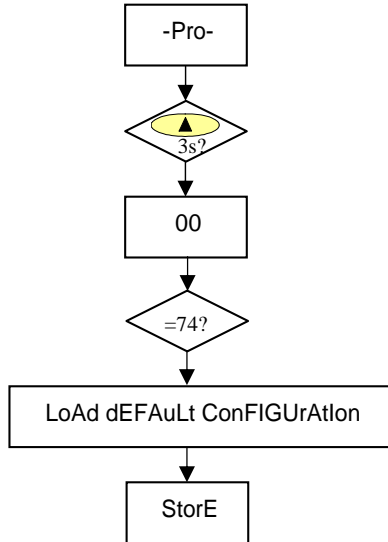 -Pro-
3s?
00
=74?
LoAd dEFAuLt ConFIGUrAtIon
StorE